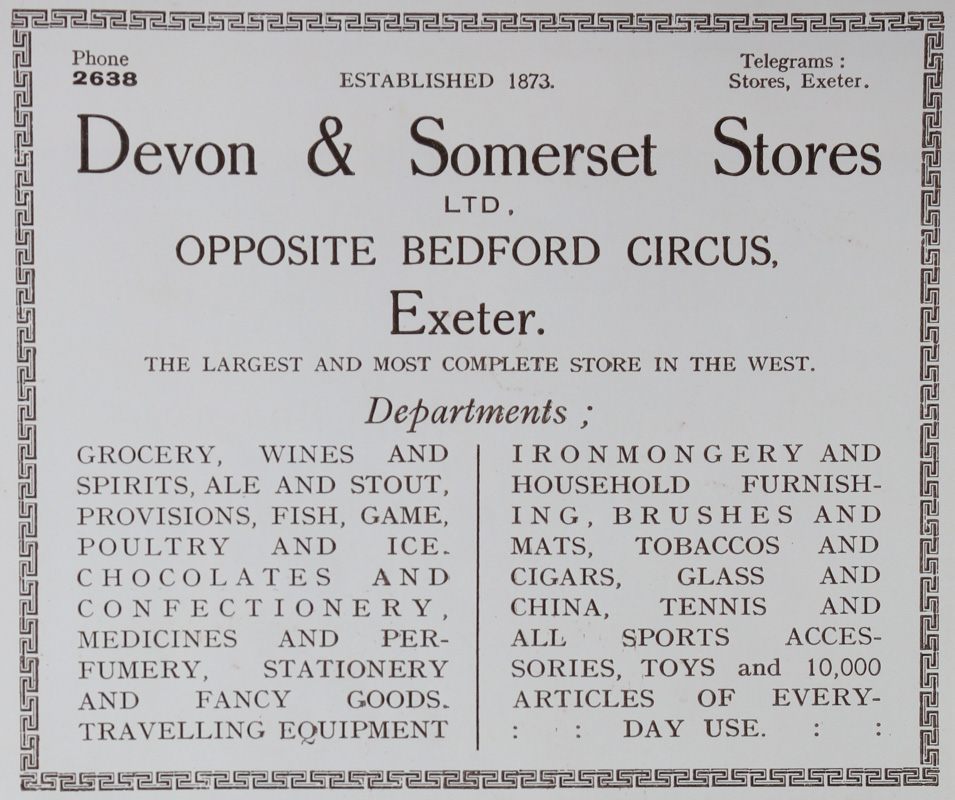 Phone
2638
ESTABLISHED 1873.
Telegrams :
Stores, Exeter.
Devon & Somerset Stores
LTD.
OPPOSITE BEDFORD CIRCUS,
Exeter.
THE LARGEST AND MOST COMPLETE STORE IN THE WEST.
Departments ;
GROCERY, WINES AND
SPIRITS, ALE AND STOUT,
PROVISIONS, FISH, GAME,
POULTRY AND ICE.
CHOCOLATES AND
CONFECTIONERY,
MEDICINES AND PER-
FUMERY, STATIONERY
AND FANCY GOODS.
TRAVELLING EQUIPMENT
IRONMONGERY AND
HOUSEHOLD FURNISH-
ING, BRUSHES AND
MATS, TOBACCOS AND
CIGARS, GLASS AND
CHINA, TENNIS AND
ALL SPORTS ACCES-
SORIES, TOYS and 10,000
ARTICLES OF EVERY-
: : DAY USE. : :